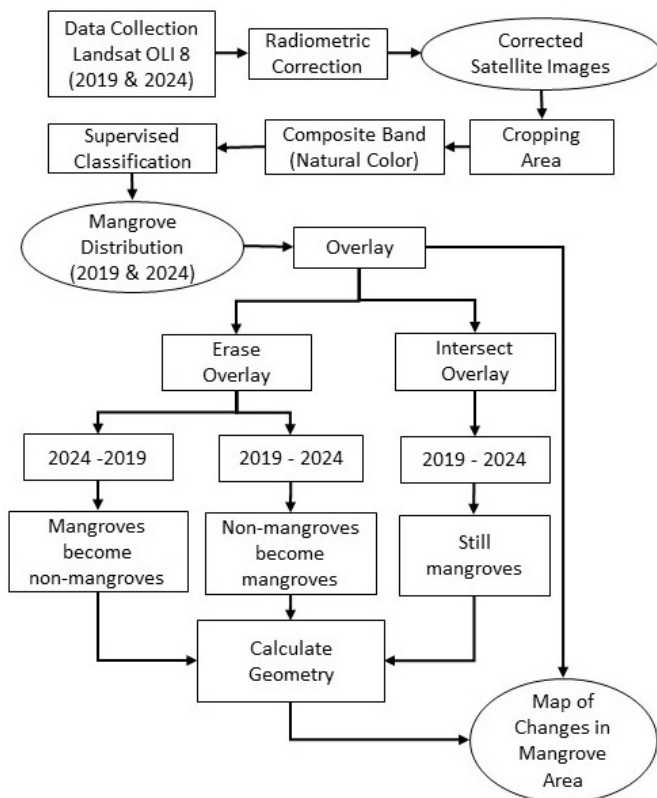 Data Collection
Landsat OLI 8
(2019 & 2024)
Radiometric
Correction
Corrected
Satellite Images
Supervised
Classification
Composite Band
(Natural Color)
Cropping
Area
Mangrove
Distribution
(2019 & 2024)
Overlay
Erase
Overlay
Intersect
Overlay
2024 -2019
2019 - 2024
2019 - 2024
Mangroves
become
non-mangroves
Non-mangroves
become
mangroves
Still
mangroves
Calculate
Geometry
Map of
Changes in
Mangrove
Area